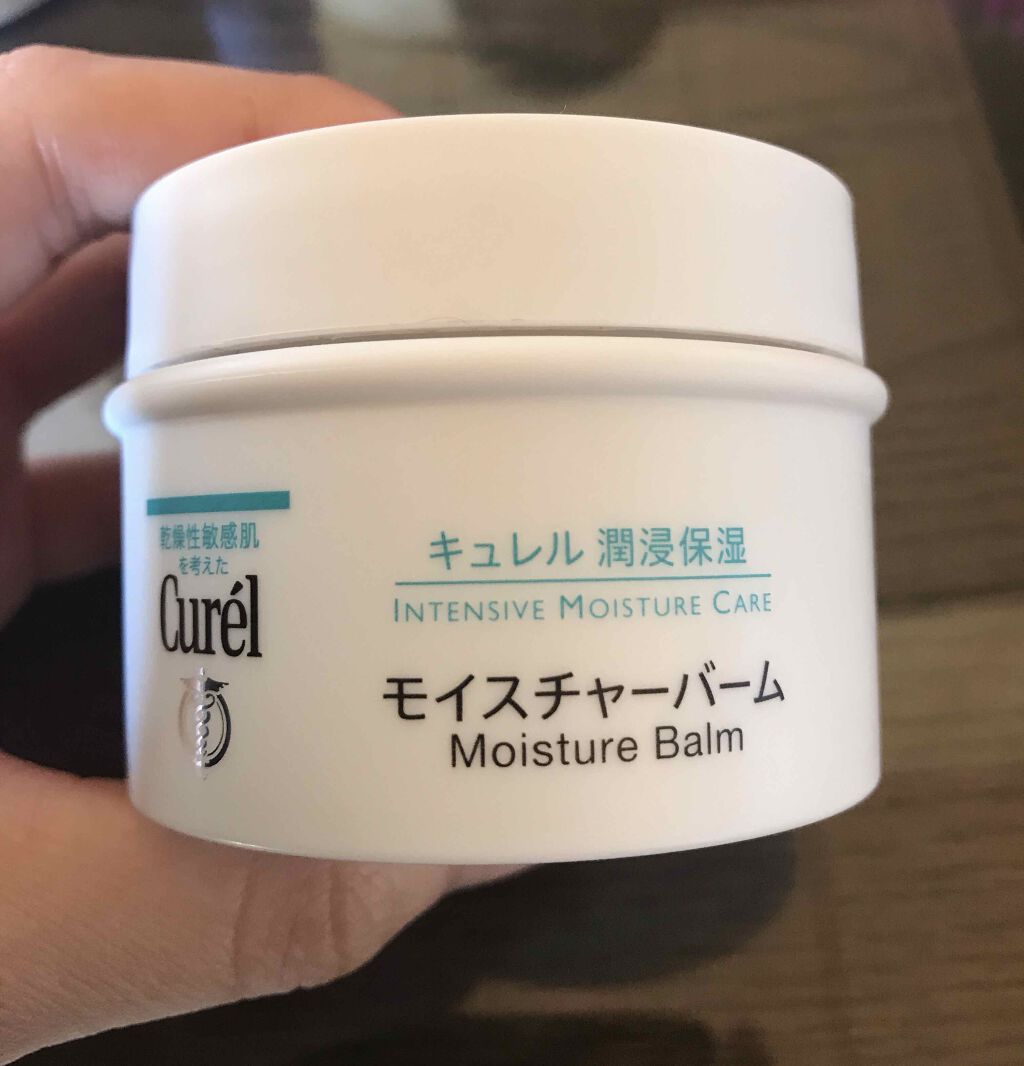 乾燥性敏感肌
を考えた
Curél
キュレル 潤浸保湿
INTENSIVE MOISTURE CARE
モイスチャーバーム
Moisture Balm